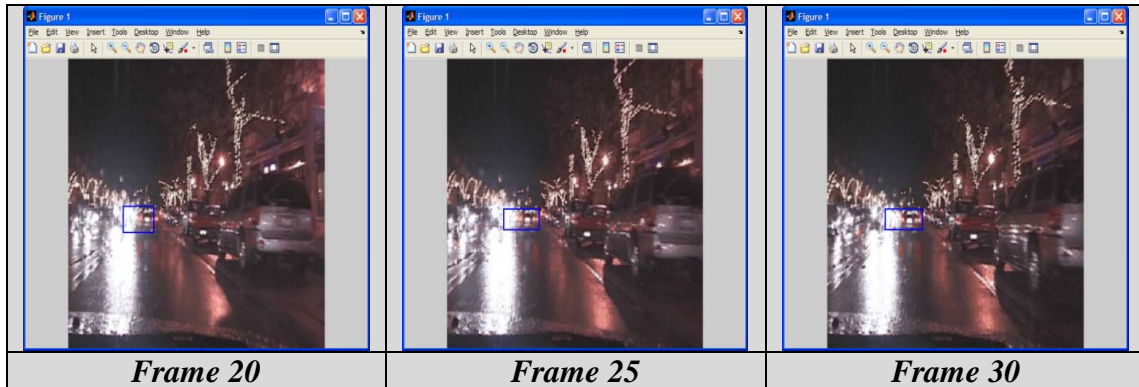 Figure 1
Figure 1
Figure 1
File Edit View Insert Tools Desktop Window Help
File Edit View Insert Tools Desktop Window Help
File Edit View Insert Tools Desktop Window Help
Frame 20
Frame 25
Frame 30